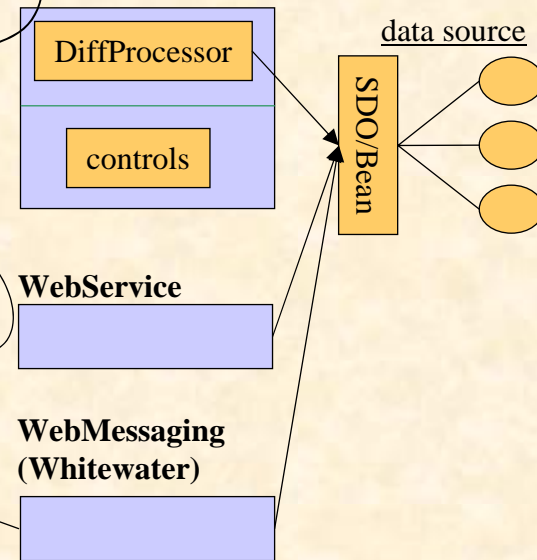 data source
DiffProcessor
SDO/Bean
controls
WebService
WebMessaging
(Whitewater)